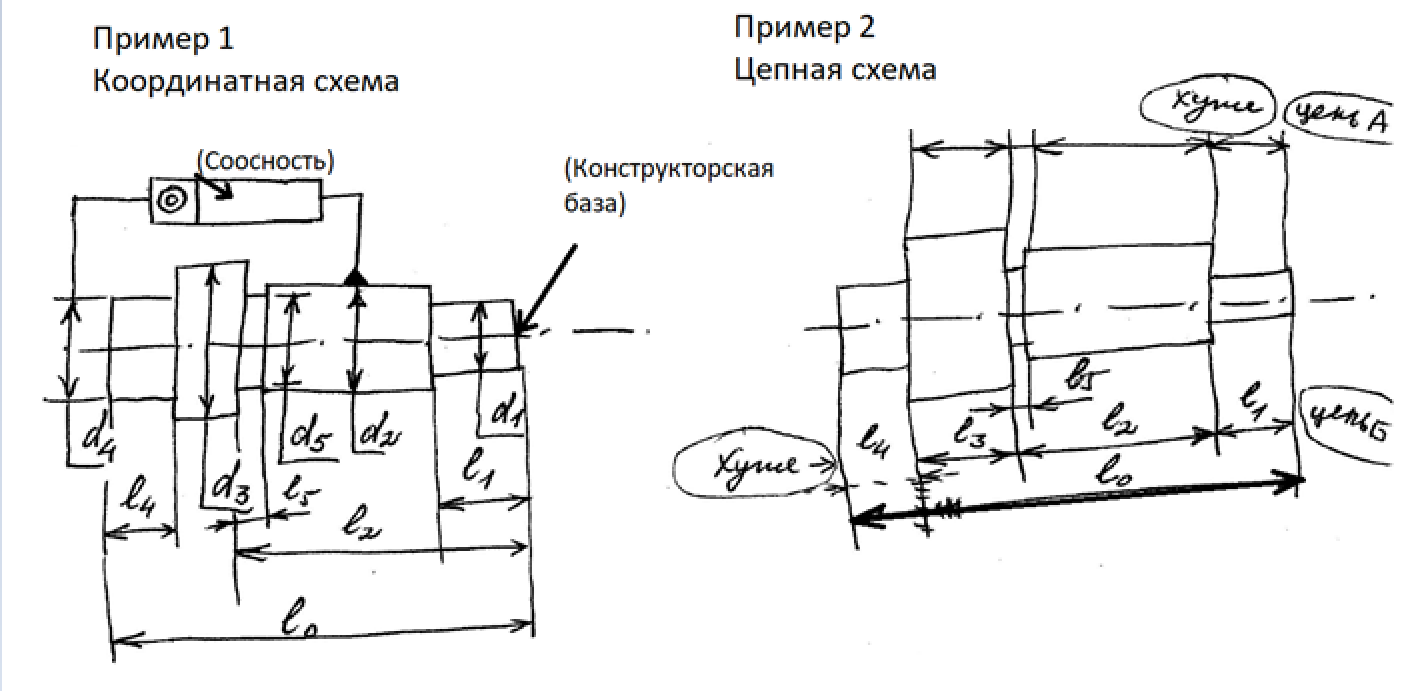 Пример 1
Координатная схема
(Соосность)
(Конструкторская
база)
d4
d3
d5
d2
d1
l4
l5
l1
l2
l0
Пример 2
Цепная схема
Хуже
цепь А
l5
l4
l3
l2
l1
цепь Б
Хуже
l0